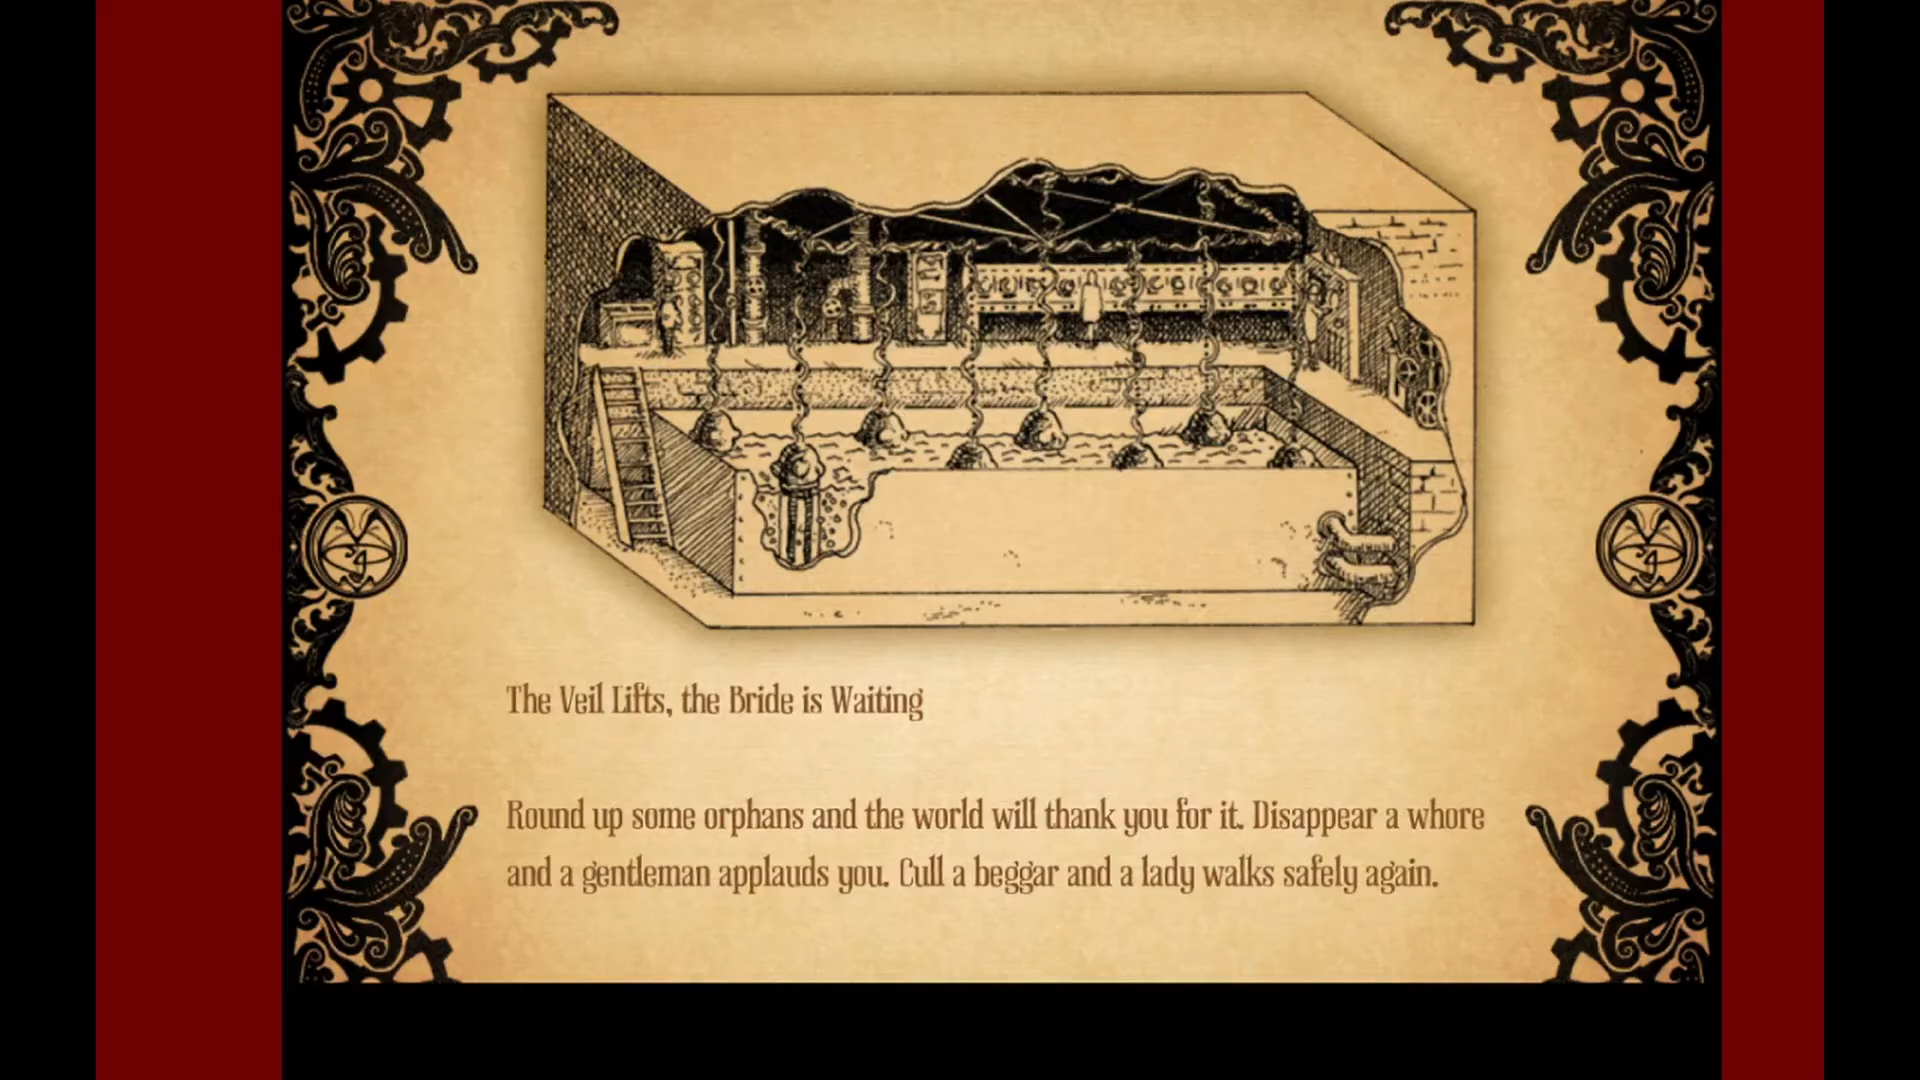 The Veil Lifts, the Bride is Waiting
Round up some orphans and the world will thank you for it. Disappear a whore
and a gentleman applauds you. Cull a beggar and a lady walks safely again.